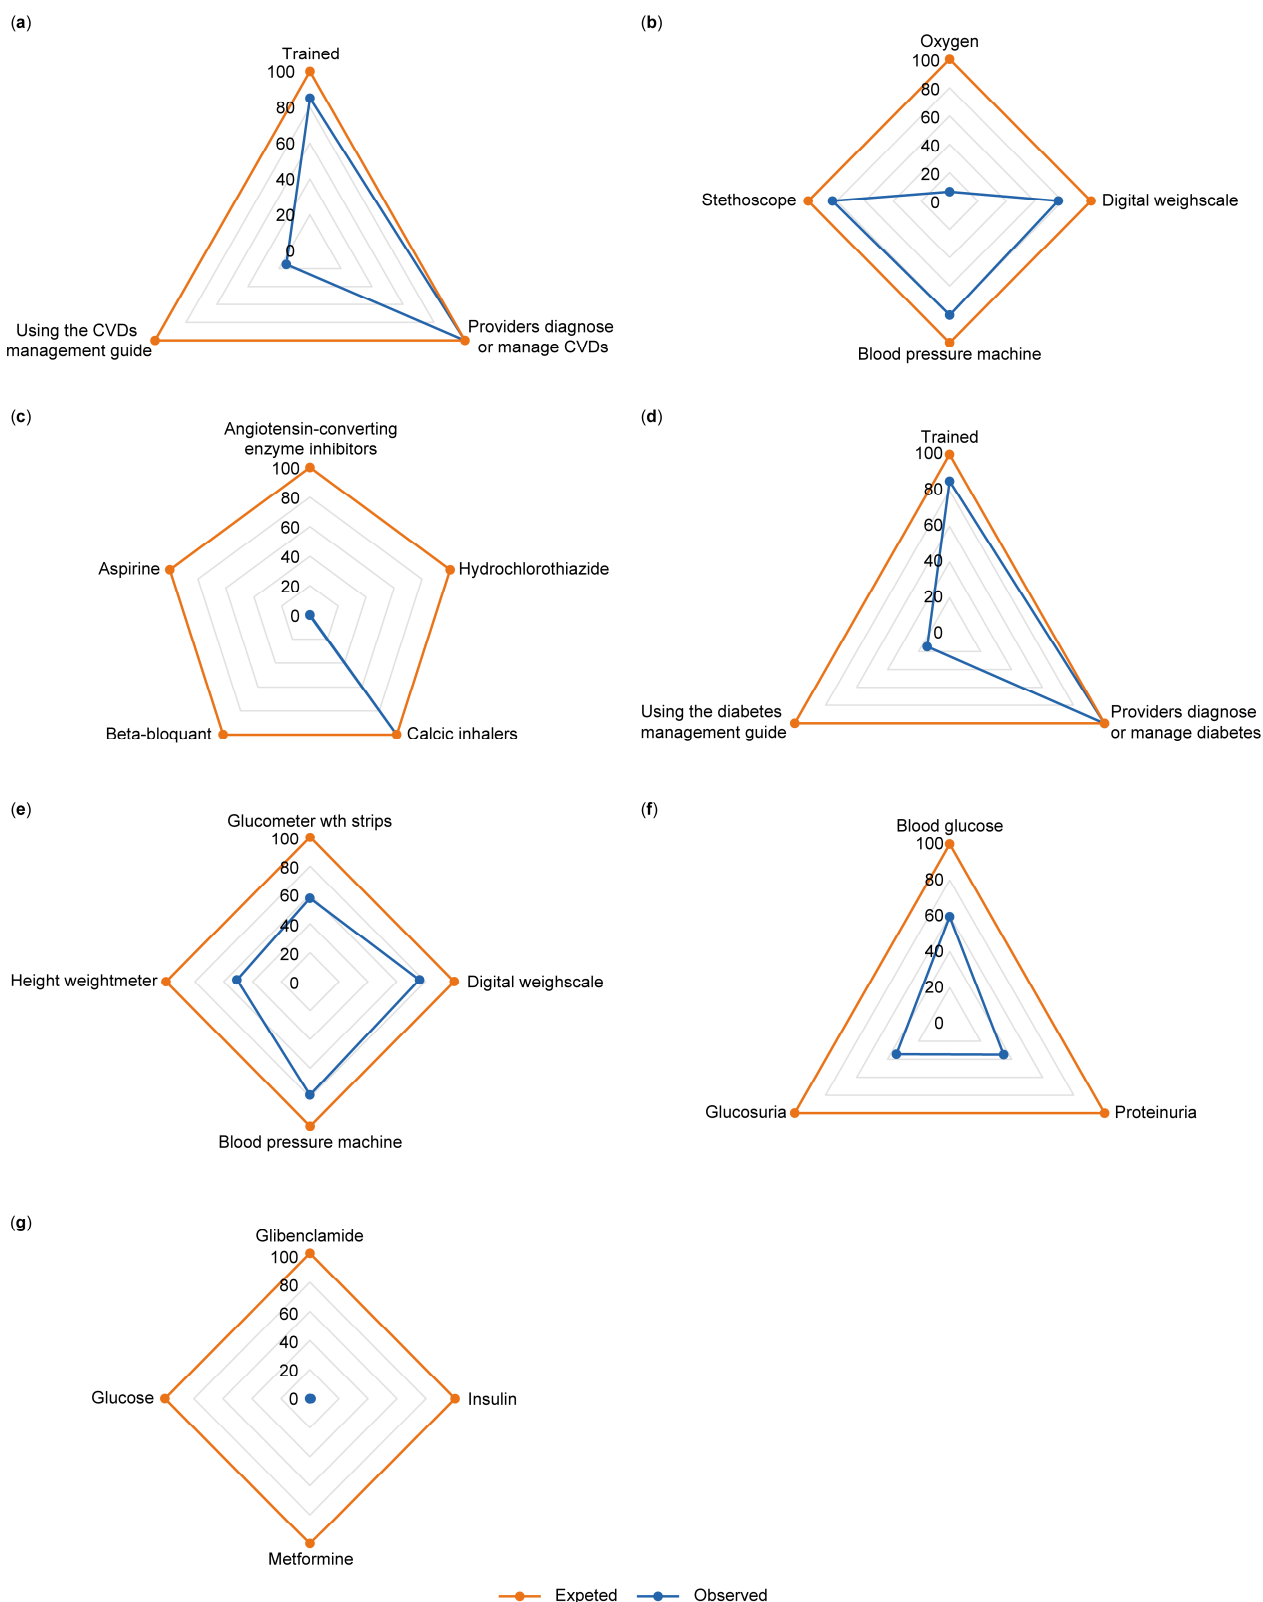 (a)
Trained
100
80
60
40
20
0
Using the CVDs
management guide
Providers diagnose
or manage CVDs
(b)
Oxygen
100
80
60
40
20
0
Stethoscope
Digital weighscale
Blood pressure machine
(c)
Angiotensin-converting
enzyme inhibitors
100
80
60
40
20
0
Aspirine
Hydrochlorothiazide
Beta-bloquant
Calcic inhalers
(d)
Trained
100
80
60
40
20
0
Using the diabetes
management guide
Providers diagnose
or manage diabetes
(e)
Glucometer wth strips
100
80
60
40
20
0
Height weightmeter
Digital weighscale
Blood pressure machine
(f)
Blood glucose
100
80
60
40
20
0
Glucosuria
Proteinuria
(g)
Glibenclamide
100
80
60
40
20
0
Glucose
Insulin
Metformine
Expeted
Observed